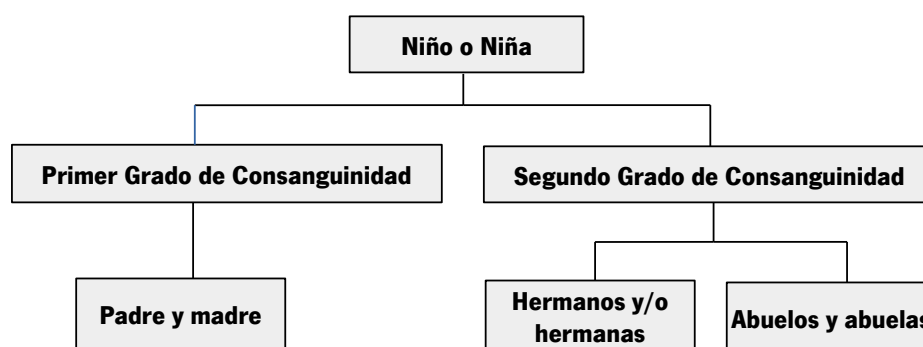 Niño o Niña
Primer Grado de Consanguinidad
Segundo Grado de Consanguinidad
Padre y madre
Hermanos y/o
hermanas
Abuelos y abuelas